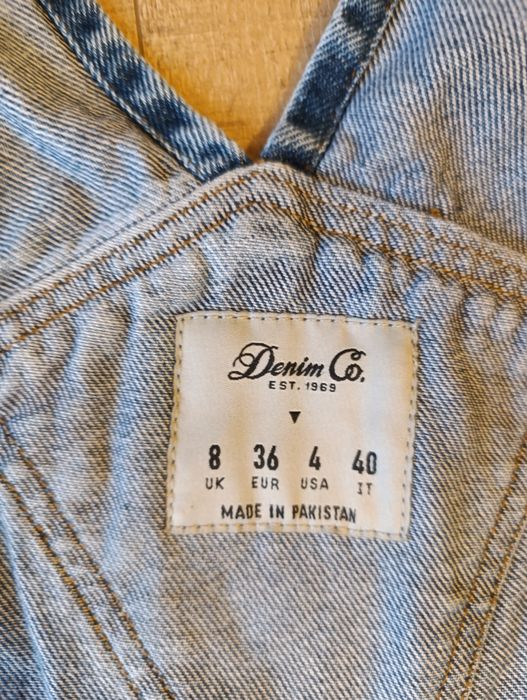 Denim Co.
EST. 1969
8 36 4 40
UK EUR USA IT
MADE IN PAKISTAN